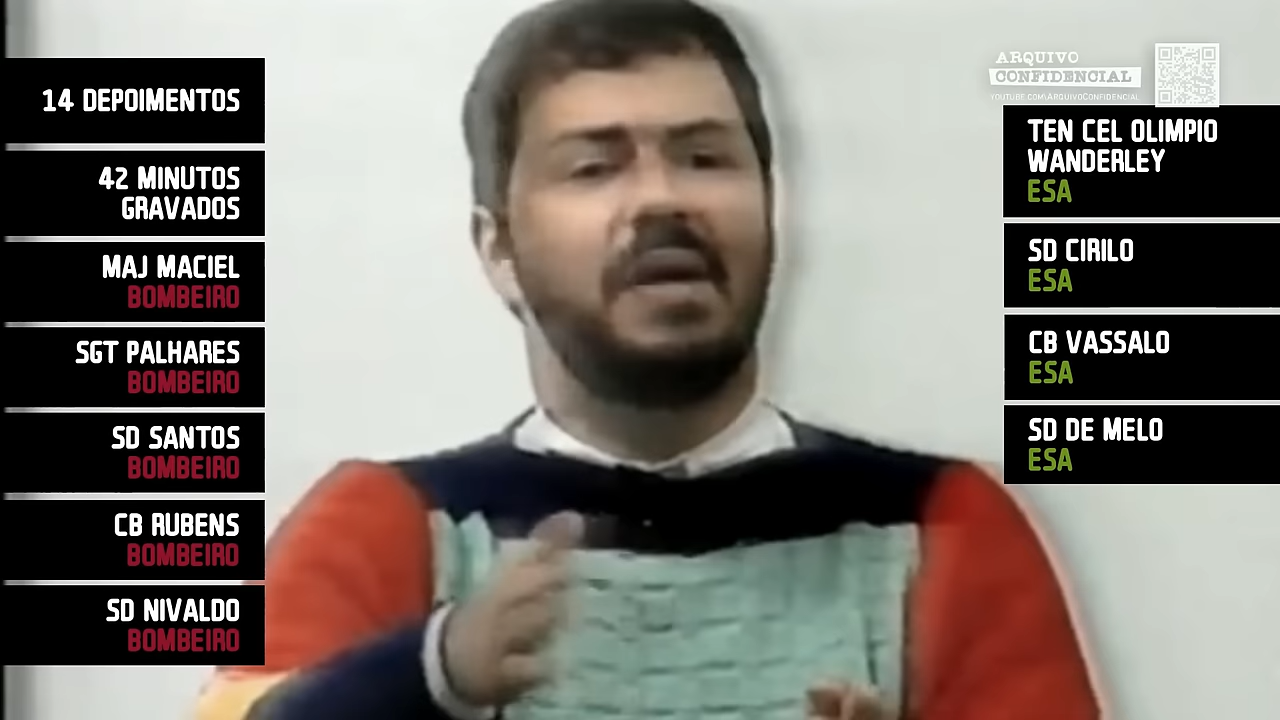 14 DEPOIMENTOS
42 MINUTOS
GRAVADOS
MAJ MACIEL
BOMBEIRO
SGT PALHARES
BOMBEIRO
SD SANTOS
BOMBEIRO
CB RUBENS
BOMBEIRO
SD NIVALDO
BOMBEIRO
ARQUIVO
CONFIDENCIAL
YOUTUBE.COM\ARQUIVOCONFIDENCIAL
TEN CEL OLIMPIO
WANDERLEY
ESA
SD CIRILO
ESA
CB VASSALO
ESA
SD DE MELO
ESA